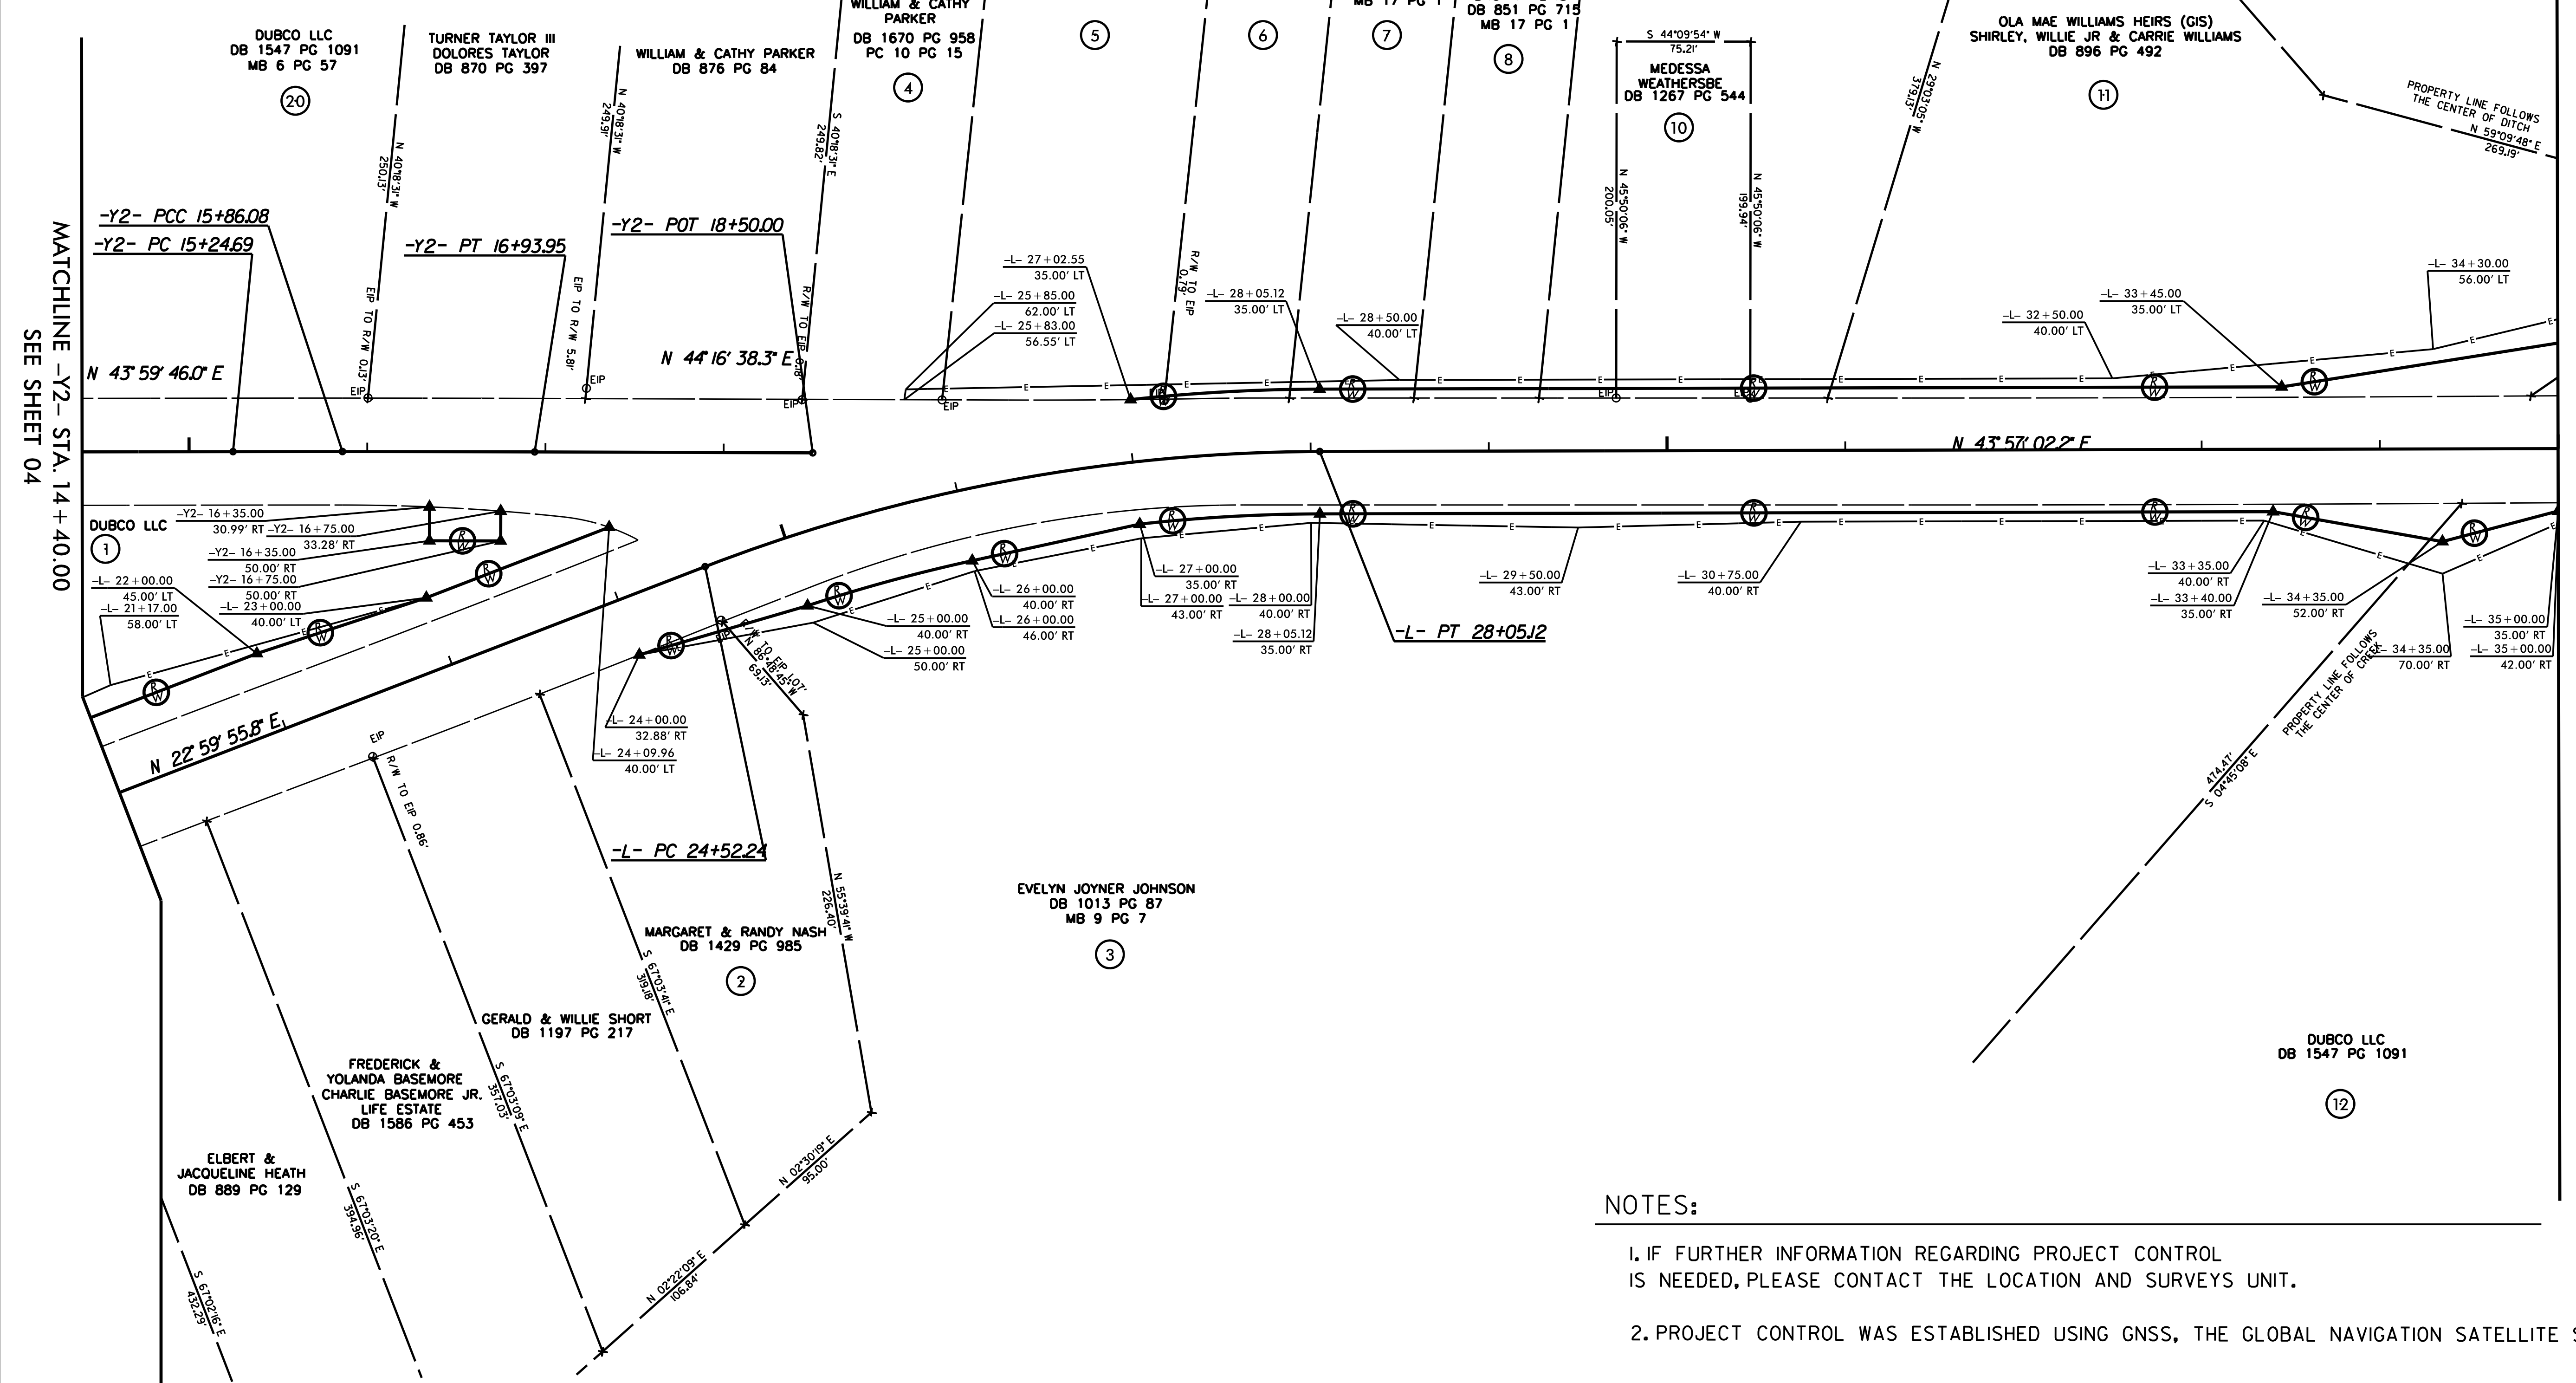 DUBCO LLC
DB 1547 PG 1091
MB 6 PG 57
20
TURNER TAYLOR III
DOLORES TAYLOR
DB 870 PG 397
WILLIAM & CATHY PARKER
DB 876 PG 84
WILLIAM & CATHY
PARKER
DB 1670 PG 958
PC 10 PG 15
4
5
6
MB 17 PG 1
7
DB 851 PG 715
MB 17 PG 1
8
S 44°09'54" W
75.21'
MEDESSA
WEATHERSBE
DB 1267 PG 544
10
OLA MAE WILLIAMS HEIRS (GIS)
SHIRLEY, WILLIE JR & CARRIE WILLIAMS
DB 896 PG 492
11
PROPERTY LINE FOLLOWS
THE CENTER OF DITCH
N 59°09'48" E
269.19'
N 40°18'31" W
250.13'
N 40°18'31" W
249.91'
S 40°18'31" E
249.82'
N 45°50'06" W
200.05'
N 45°50'06" W
199.94'
N 29°03'05" W
379.13'
-Y2- PCC 15+86.08
-Y2- PC 15+24.69
-Y2- PT 16+93.95
-Y2- POT 18+50.00
EIP TO R/W 0.13'
EIP TO R/W 5.81'
R/W TO EIP 0.18'
R/W TO EIP
0.79'
-L- 27+02.55
35.00' LT
-L- 25+85.00
62.00' LT
-L- 25+83.00
56.55' LT
-L- 28+05.12
35.00' LT
-L- 28+50.00
40.00' LT
-L- 32+50.00
40.00' LT
-L- 33+45.00
35.00' LT
-L- 34+30.00
56.00' LT
N 43°59'46.0" E
N 44°16'38.3" E
EIP
EIP
EIP
EIP
EIP
EIP
N 43°57'02.2" E
MATCHLINE -Y2- STA. 14+40.00
SEE SHEET 04
DUBCO LLC
1
-Y2- 16+35.00
30.99' RT
-Y2- 16+75.00
33.28' RT
-Y2- 16+35.00
50.00' RT
-Y2- 16+75.00
50.00' RT
-L- 22+00.00
45.00' LT
-L- 21+17.00
58.00' LT
-L- 23+00.00
40.00' LT
N 22°59'55.8" E
EIP
R/W TO EIP 0.86'
EIP
R/W TO EIP 1.07'
N 86°48'45" W
69.13'
-L- 24+00.00
32.88' RT
-L- 24+09.96
40.00' LT
-L- PC 24+52.24
-L- 25+00.00
40.00' RT
-L- 25+00.00
50.00' RT
-L- 26+00.00
40.00' RT
-L- 26+00.00
46.00' RT
-L- 27+00.00
35.00' RT
-L- 27+00.00
43.00' RT
-L- 28+00.00
40.00' RT
-L- 28+05.12
35.00' RT
-L- PT 28+05.12
-L- 29+50.00
43.00' RT
-L- 30+75.00
40.00' RT
-L- 33+35.00
40.00' RT
-L- 33+40.00
35.00' RT
-L- 34+35.00
52.00' RT
-L- 34+35.00
70.00' RT
-L- 35+00.00
35.00' RT
-L- 35+00.00
42.00' RT
PROPERTY LINE FOLLOWS
THE CENTER OF CREEK
474.47'
S 04°45'08" E
N 55°39'41" W
226.40'
EVELYN JOYNER JOHNSON
DB 1013 PG 87
MB 9 PG 7
3
MARGARET & RANDY NASH
DB 1429 PG 985
2
S 67°03'41" E
319.18'
GERALD & WILLIE SHORT
DB 1197 PG 217
S 67°03'09" E
357.03'
FREDERICK &
YOLANDA BASEMORE
CHARLIE BASEMORE JR.
LIFE ESTATE
DB 1586 PG 453
ELBERT &
JACQUELINE HEATH
DB 889 PG 129
S 67°03'20" E
394.96'
S 67°02'16" E
432.29'
N 02°30'19" E
95.00'
N 02°22'09" E
106.84'
DUBCO LLC
DB 1547 PG 1091
12
NOTES:
1. IF FURTHER INFORMATION REGARDING PROJECT CONTROL
IS NEEDED, PLEASE CONTACT THE LOCATION AND SURVEYS UNIT.
2. PROJECT CONTROL WAS ESTABLISHED USING GNSS, THE GLOBAL NAVIGATION SATELLITE